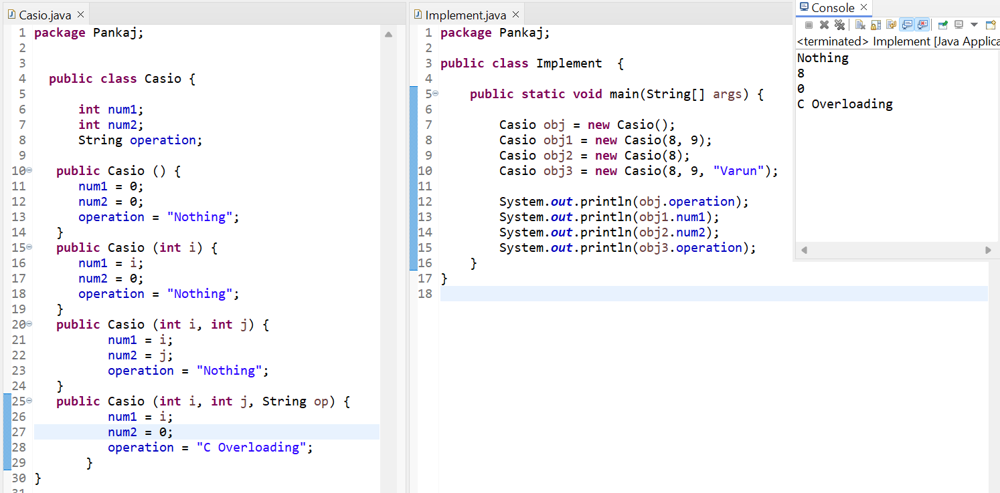 Casio.java
1 package Pankaj;
2
3
4 public class Casio {
5
6 int num1;
7 int num2;
8 String operation;
9
10 public Casio () {
11 num1 = 0;
12 num2 = 0;
13 operation = "Nothing";
14 }
15 public Casio (int i) {
16 num1 = i;
17 num2 = 0;
18 operation = "Nothing";
19 }
20 public Casio (int i, int j) {
21 num1 = i;
22 num2 = j;
23 operation = "Nothing";
24 }
25 public Casio (int i, int j, String op) {
26 num1 = i;
27 num2 = 0;
28 operation = "C Overloading";
29 }
30 }
31
Implement.java
1 package Pankaj;
2
3 public class Implement {
4
5 public static void main(String[] args) {
6
7 Casio obj = new Casio();
8 Casio obj1 = new Casio(8, 9);
9 Casio obj2 = new Casio(8);
10 Casio obj3 = new Casio(8, 9, "Varun");
11
12 System.out.println(obj.operation);
13 System.out.println(obj1.num1);
14 System.out.println(obj2.num2);
15 System.out.println(obj3.operation);
16 }
17 }
18
Console
<terminated> Implement [Java Applica
Nothing
8
0
C Overloading